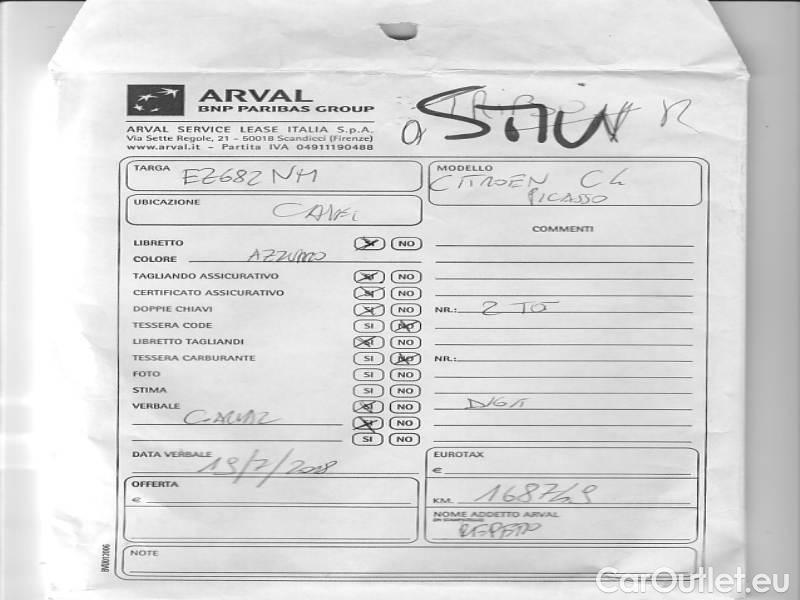 ARVAL
BNP PARIBAS GROUP
ARVAL SERVICE LEASE ITALIA S.p.A.
Via Sette Regole, 21 - 50018 Scandicci (Firenze)
www.arval.it - Partita IVA 04911190488
TARGA EZ682NM
MODELLO CITROEN C4
PICASSO
UBICAZIONE
COMMENTI
LIBRETTO SI NO
COLORE AZZURRO
TAGLIANDO ASSICURATIVO SI NO
CERTIFICATO ASSICURATIVO SI NO
DOPPIE CHIAVI SI NO NR.: 2
TESSERA CODE SI NO
LIBRETTO TAGLIANDI SI NO
TESSERA CARBURANTE SI NO NR.:
FOTO SI NO
STIMA SI NO
VERBALE SI NO
SI NO
SI NO
DATA VERBALE 19/7/2018
EUROTAX
€
OFFERTA
€
KM. 168749
NOME ADDETTO ARVAL
NOTE
CarOutlet.eu